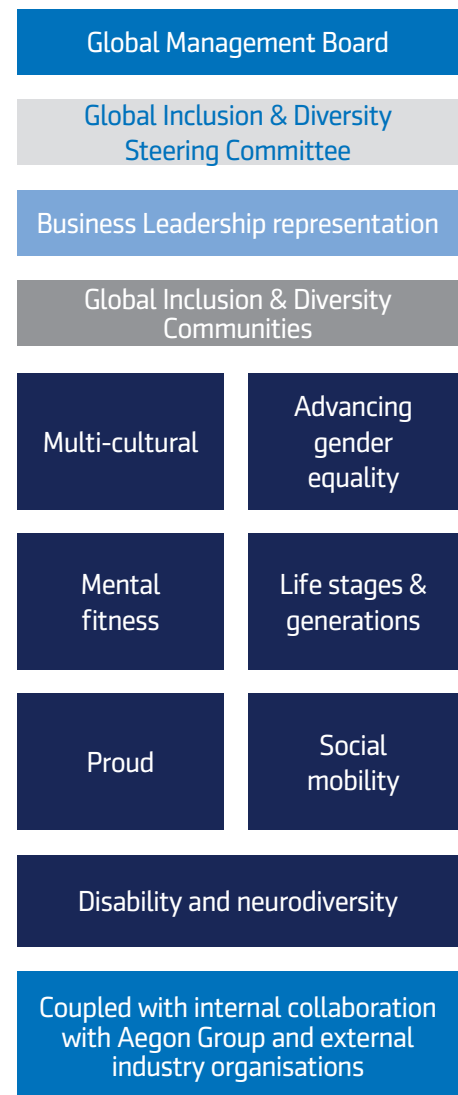 Global Management Board
Global Inclusion & Diversity
Steering Committee
Business Leadership representation
Global Inclusion & Diversity
Communities
Multi-cultural
Advancing
gender
equality
Mental
fitness
Life stages &
generations
Proud
Social
mobility
Disability and neurodiversity
Coupled with internal collaboration
with Aegon Group and external
industry organisations